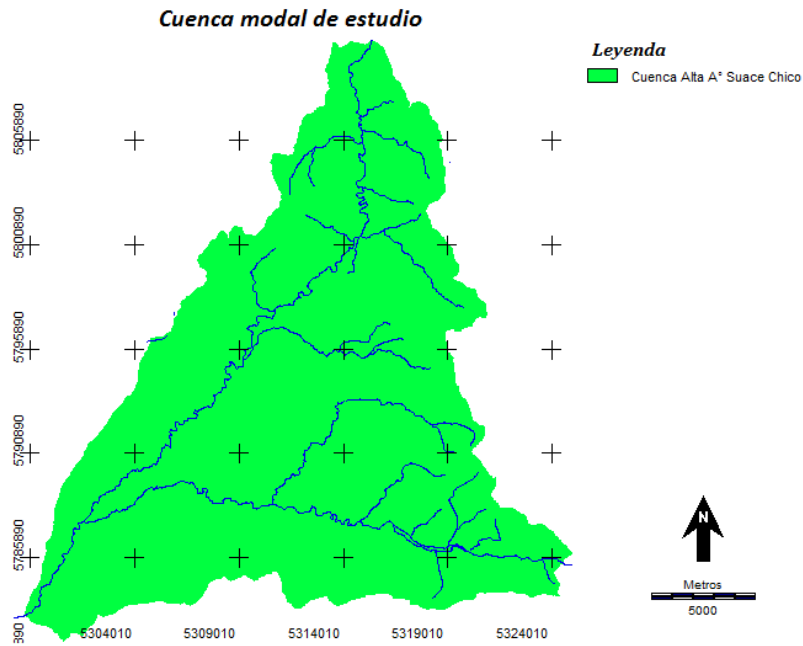 Cuenca modal de estudio
Leyenda
Cuenca Alta A° Suace Chico
5805890
5800890
5795890
5790890
5785890
390
5304010
5309010
5314010
5319010
5324010
N
Metros
5000